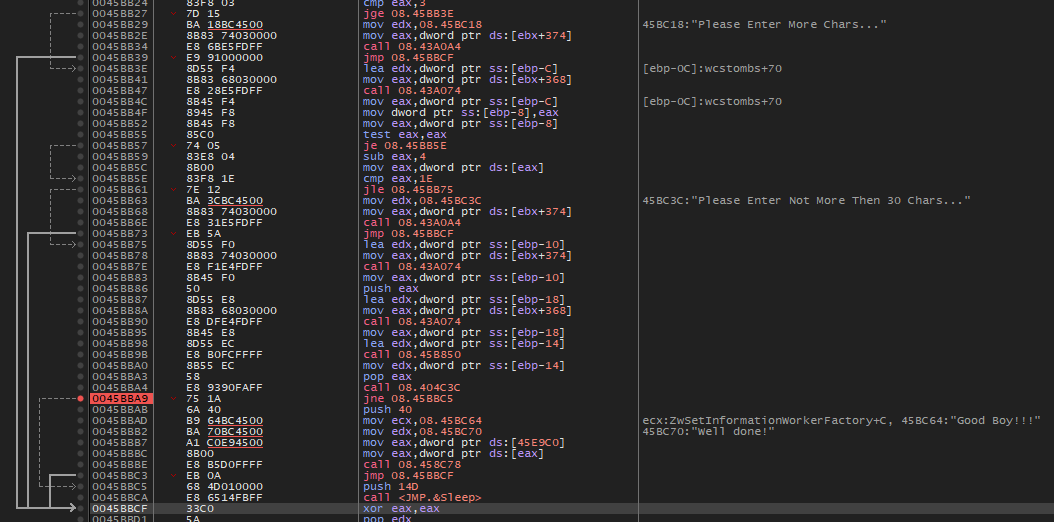 0045BB24 83F8 03 cmp eax,3
0045BB27 7D 15 jge 08.45BB3E
0045BB29 BA 18BC4500 mov edx,08.45BC18 45BC18:"Please Enter More Chars..."
0045BB2E 8B83 74030000 mov eax,dword ptr ds:[ebx+374]
0045BB34 E8 6BE5FDFF call 08.43A0A4
0045BB39 E9 91000000 jmp 08.45BBCF
0045BB3E 8D55 F4 lea edx,dword ptr ss:[ebp-C] [ebp-0C]:wcstombs+70
0045BB41 8B83 68030000 mov eax,dword ptr ds:[ebx+368]
0045BB47 E8 28E5FDFF call 08.43A074
0045BB4C 8B45 F4 mov eax,dword ptr ss:[ebp-C] [ebp-0C]:wcstombs+70
0045BB4F 8945 F8 mov dword ptr ss:[ebp-8],eax
0045BB52 8B45 F8 mov eax,dword ptr ss:[ebp-8]
0045BB55 85C0 test eax,eax
0045BB57 74 05 je 08.45BB5E
0045BB59 83E8 04 sub eax,4
0045BB5C 8B00 mov eax,dword ptr ds:[eax]
0045BB5E 83F8 1E cmp eax,1E
0045BB61 7E 12 jle 08.45BB75
0045BB63 BA 3CBC4500 mov edx,08.45BC3C 45BC3C:"Please Enter Not More Then 30 Chars..."
0045BB68 8B83 74030000 mov eax,dword ptr ds:[ebx+374]
0045BB6E E8 31E5FDFF call 08.43A0A4
0045BB73 EB 5A jmp 08.45BBCF
0045BB75 8D55 F0 lea edx,dword ptr ss:[ebp-10]
0045BB78 8B83 74030000 mov eax,dword ptr ds:[ebx+374]
0045BB7E E8 F1E4FDFF call 08.43A074
0045BB83 8B45 F0 mov eax,dword ptr ss:[ebp-10]
0045BB86 50 push eax
0045BB87 8D55 E8 lea edx,dword ptr ss:[ebp-18]
0045BB8A 8B83 68030000 mov eax,dword ptr ds:[ebx+368]
0045BB90 E8 DFE4FDFF call 08.43A074
0045BB95 8B45 E8 mov eax,dword ptr ss:[ebp-18]
0045BB98 8D55 EC lea edx,dword ptr ss:[ebp-14]
0045BB9B E8 B0FCFFFF call 08.45B850
0045BBA0 8B55 EC mov edx,dword ptr ss:[ebp-14]
0045BBA3 58 pop eax
0045BBA4 E8 9390FAFF call 08.404C3C
0045BBA9 75 1A jne 08.45BBC5
0045BBAB 6A 40 push 40
0045BBAD B9 64BC4500 mov ecx,08.45BC64 ecx:ZwSetInformationWorkerFactory+C, 45BC64:"Good Boy!!!"
0045BBB2 BA 70BC4500 mov edx,08.45BC70 45BC70:"Well done!"
0045BBB7 A1 C0E94500 mov eax,dword ptr ds:[45E9C0]
0045BBBC 8B00 mov eax,dword ptr ds:[eax]
0045BBBE E8 B5D0FFFF call 08.458C78
0045BBC3 EB 0A jmp 08.45BBCF
0045BBC5 68 4D010000 push 14D
0045BBCA E8 6514FBFF call <JMP.&Sleep>
0045BBCF 33C0 xor eax,eax
0045BBD1 5A pop edx